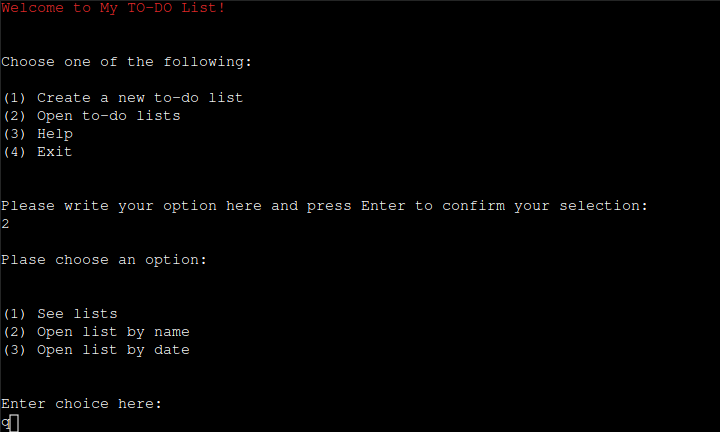 Welcome to My TO-DO List!
Choose one of the following:
(1) Create a new to-do list
(2) Open to-do lists
(3) Help
(4) Exit
Please write your option here and press Enter to confirm your selection:
2
Plase choose an option:
(1) See lists
(2) Open list by name
(3) Open list by date
Enter choice here:
q